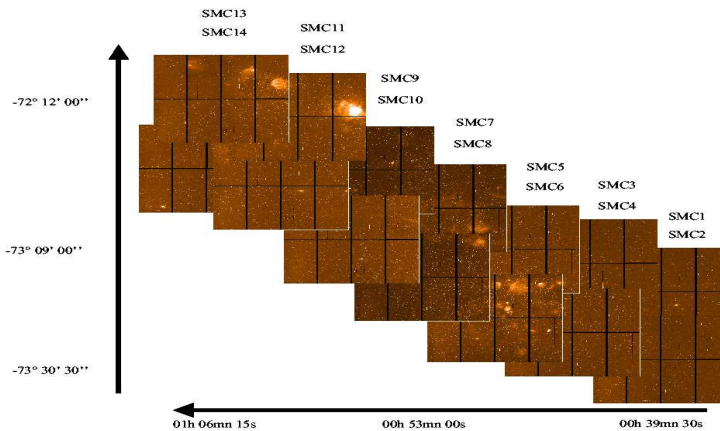 SMC13
SMC14
SMC11
SMC12
SMC9
SMC10
SMC7
SMC8
SMC5
SMC6
SMC3
SMC4
SMC1
SMC2
-72° 12' 00''
-73° 09' 00''
-73° 30' 30''
01h 06mn 15s
00h 53mn 00s
00h 39mn 30s